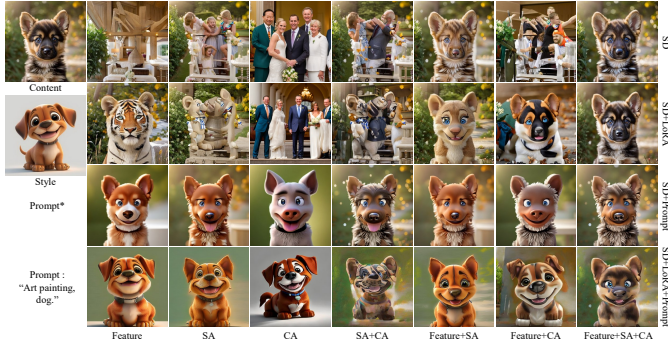 SD
Content
SD+LoRA
Style
Prompt*
SD+Prompt
Prompt :
“Art painting,
dog.”
SD+LoRA
Prompt
Feature
SA
CA
SA+CA
Feature+SA
Feature+CA
Feature+SA+CA